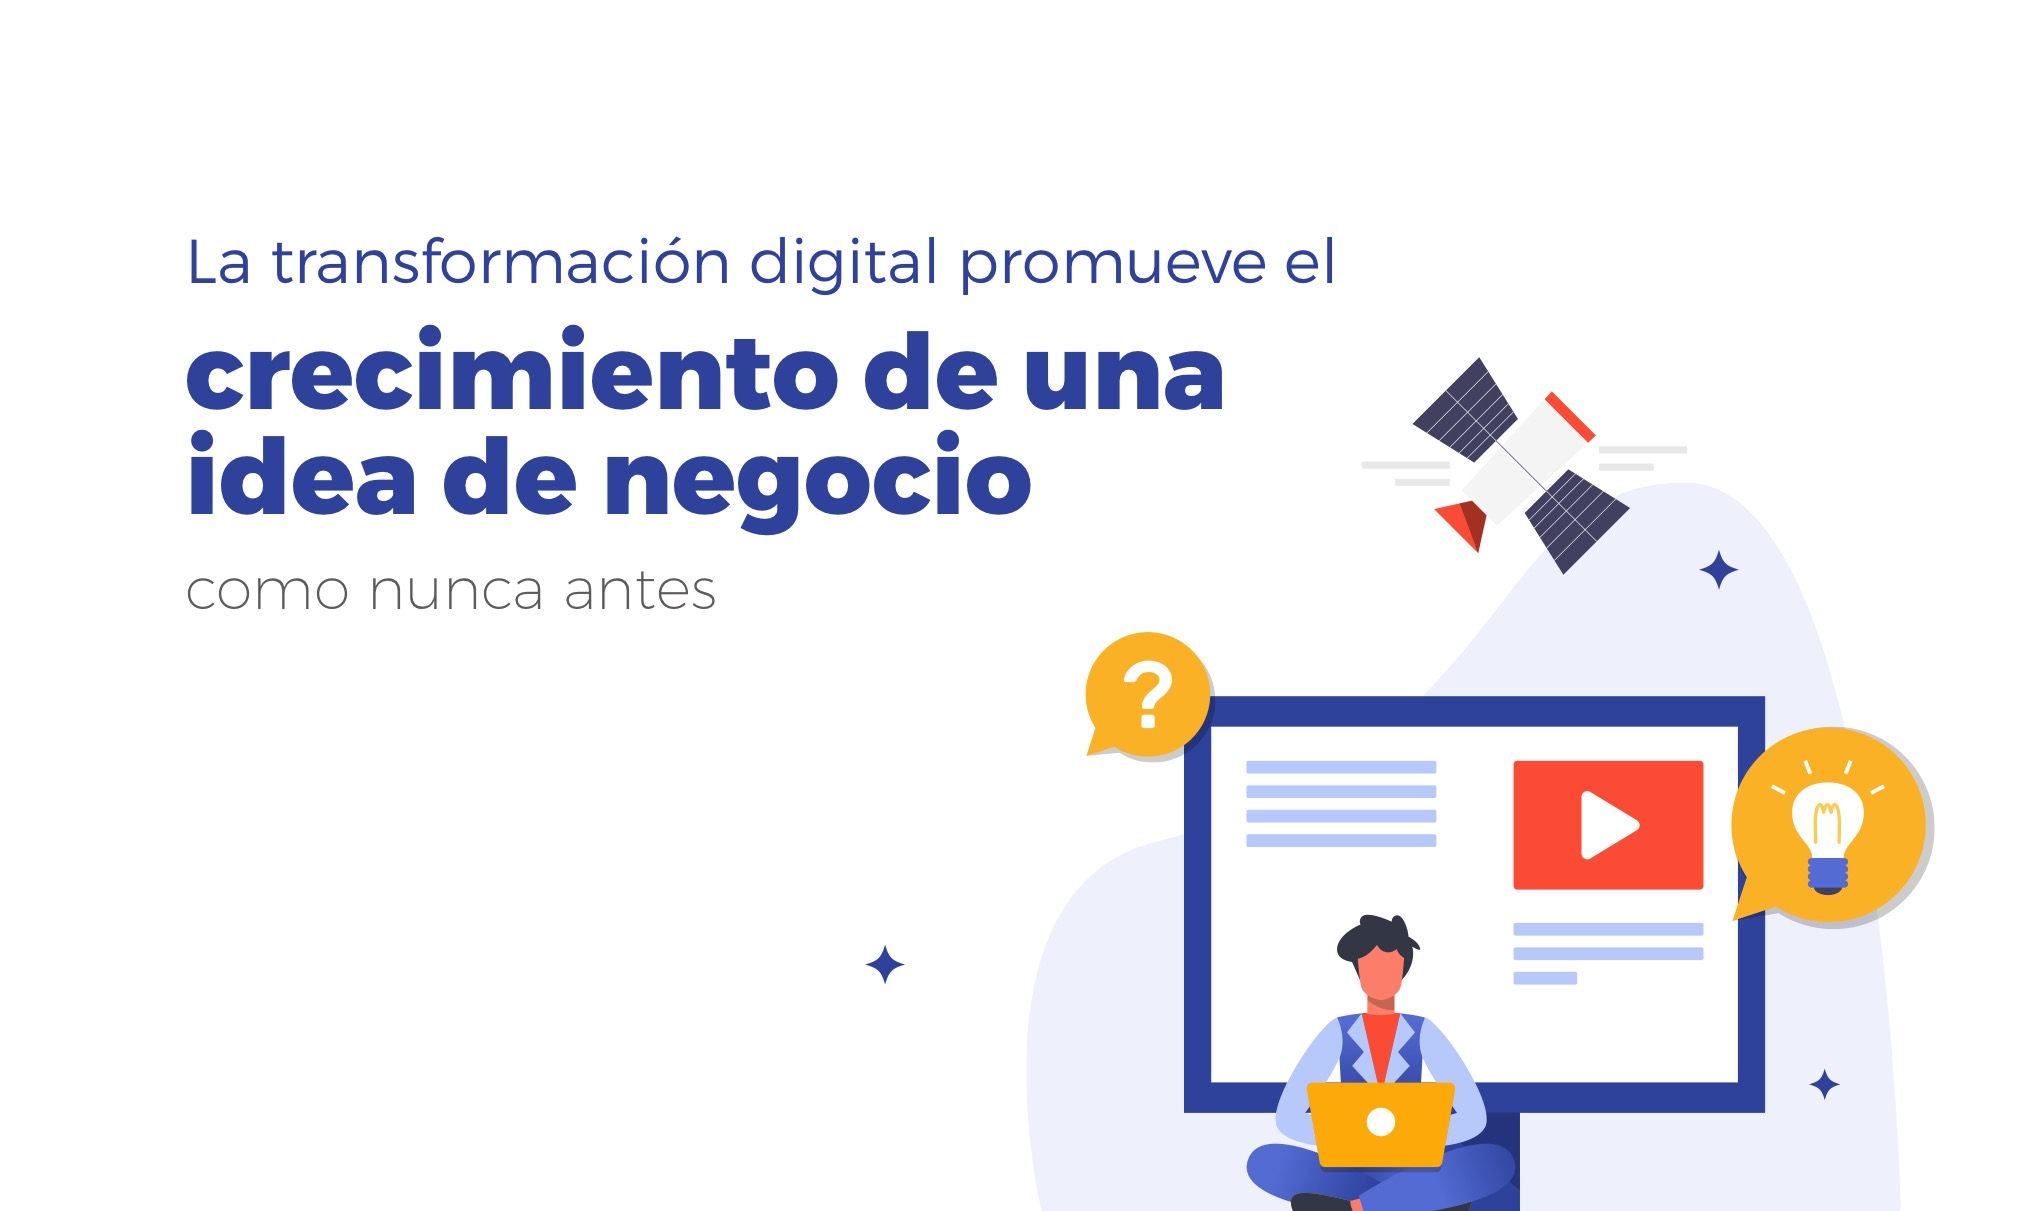 La transformación digital promueve el
crecimiento de una
idea de negocio
como nunca antes
?